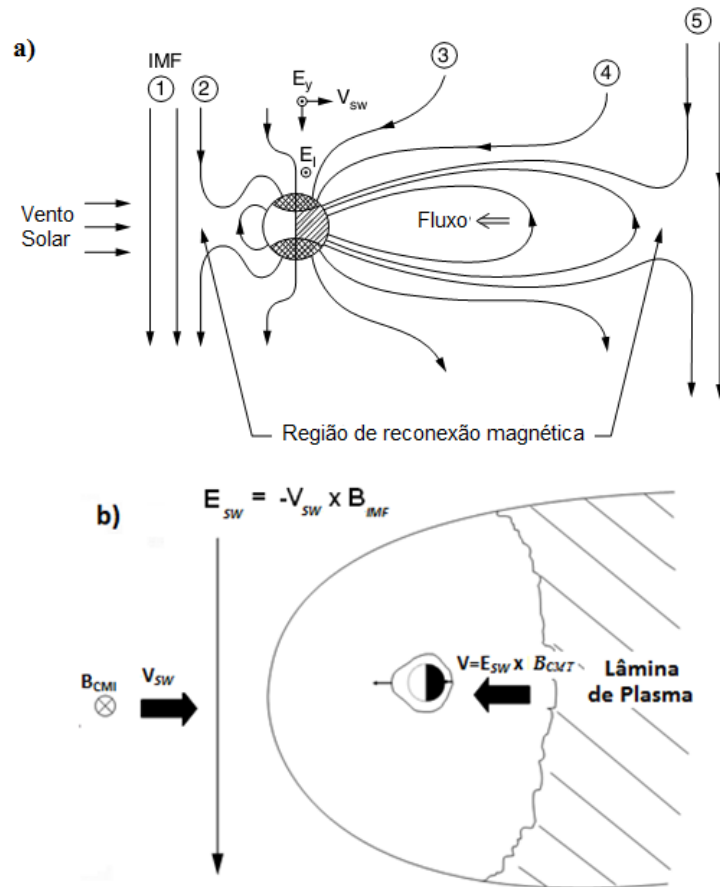 a)
IMF
① ② ③ ④ ⑤
E_y
V_sw
E_I
Vento
Solar
Fluxo
Região de reconexão magnética
b)
E_SW = -V_SW x B_IMF
B_CMI
V_SW
V=E_SW x B_CMT
Lâmina
de Plasma